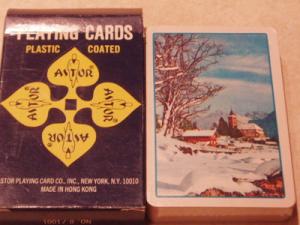 PLAYING CARDS
PLASTIC COATED
ASTOR
ASTOR ASTOR
ASTOR
ASTOR PLAYING CARD CO., INC., NEW YORK, N.Y. 10010
MADE IN HONG KONG